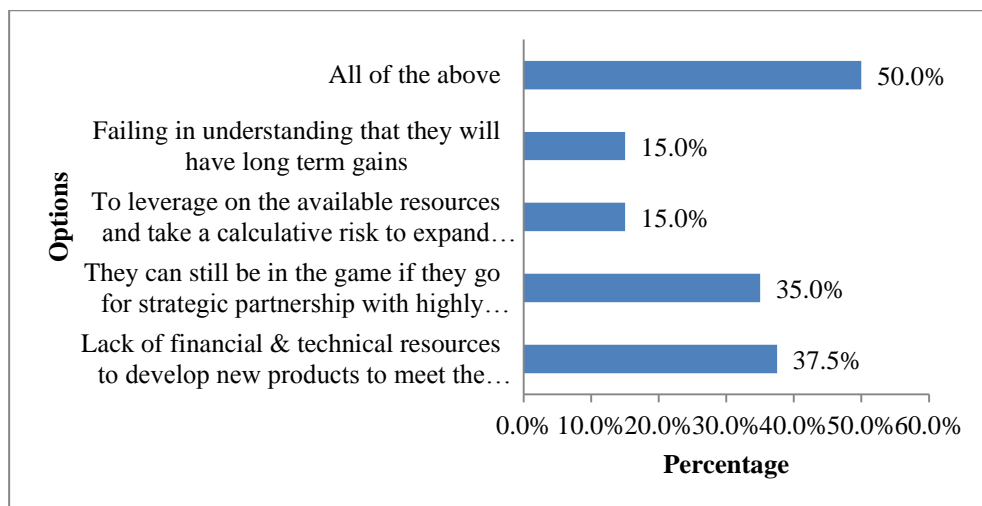 All of the above
50.0%
Failing in understanding that they will
have long term gains
15.0%
To leverage on the available resources
and take a calculative risk to expand…
15.0%
They can still be in the game if they go
for strategic partnership with highly…
35.0%
Lack of financial & technical resources
to develop new products to meet the…
37.5%
Options
0.0% 10.0% 20.0% 30.0% 40.0% 50.0% 60.0%
Percentage